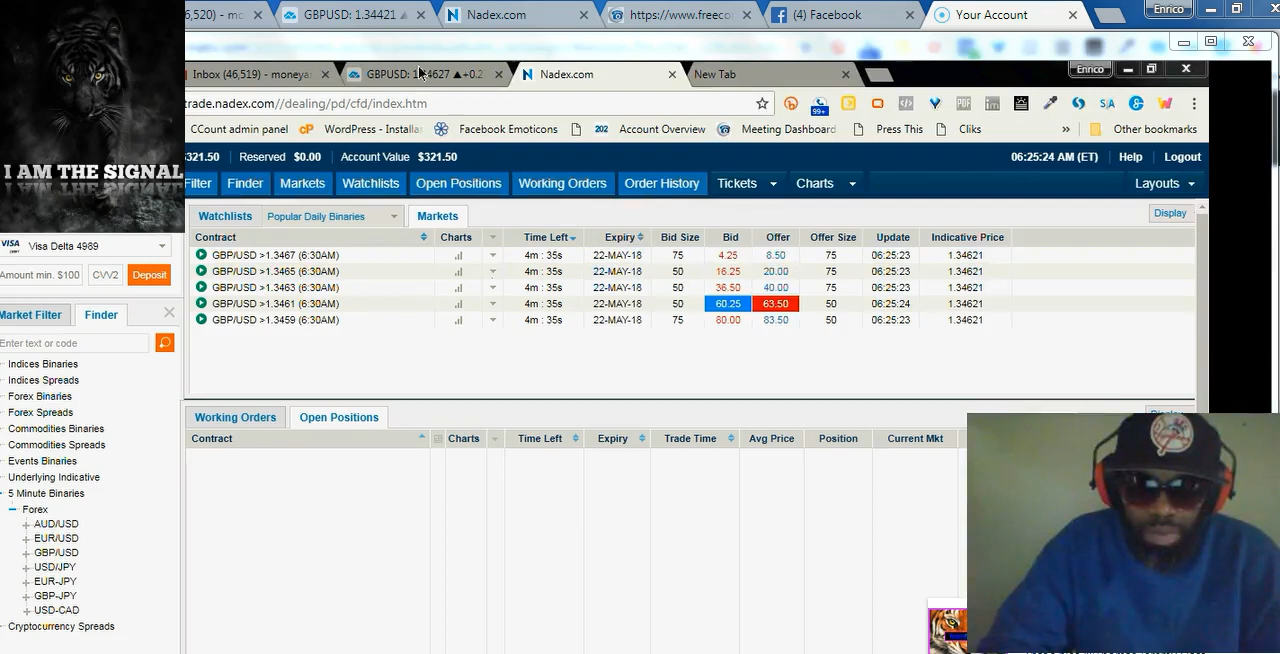 6,520) - mo
GBPUSD: 1.34421
Nadex.com
https://www.freeco
(4) Facebook
Your Account
Enrico
Inbox (46,519) - moneya
GBPUSD: 1.34627 ▲+0.2
Nadex.com
New Tab
Enrico
trade.nadex.com//dealing/pd/cfd/index.htm
99+
CCount admin panel
WordPress - Installa
Facebook Emoticons
202 Account Overview
Meeting Dashboard
Press This
Cliks
»
Other bookmarks
321.50 Reserved $0.00 Account Value $321.50 06:25:24 AM (ET) Help Logout
Filter Finder Markets Watchlists Open Positions Working Orders Order History Tickets Charts Layouts
I AM THE SIGNAL
Watchlists Popular Daily Binaries Markets Display
Contract Charts Time Left Expiry Bid Size Bid Offer Offer Size Update Indicative Price
GBP/USD >1.3467 (6:30AM) 4m : 35s 22-MAY-18 75 4.25 8.50 75 06:25:23 1.34621
GBP/USD >1.3465 (6:30AM) 4m : 35s 22-MAY-18 50 16.25 20.00 75 06:25:23 1.34621
GBP/USD >1.3463 (6:30AM) 4m : 35s 22-MAY-18 50 36.50 40.00 75 06:25:23 1.34621
GBP/USD >1.3461 (6:30AM) 4m : 35s 22-MAY-18 50 60.25 63.50 50 06:25:24 1.34621
GBP/USD >1.3459 (6:30AM) 4m : 35s 22-MAY-18 75 80.00 83.50 50 06:25:23 1.34621
VISA Visa Delta 4989
Amount min. $100 CVV2 Deposit
Market Filter Finder
Enter text or code
Indices Binaries
Indices Spreads
Forex Binaries
Forex Spreads
Commodities Binaries
Commodities Spreads
Events Binaries
Underlying Indicative
5 Minute Binaries
Forex
AUD/USD
EUR/USD
GBP/USD
USD/JPY
EUR-JPY
GBP-JPY
USD-CAD
Cryptocurrency Spreads
Working Orders Open Positions
Contract Charts Time Left Expiry Trade Time Avg Price Position Current Mkt